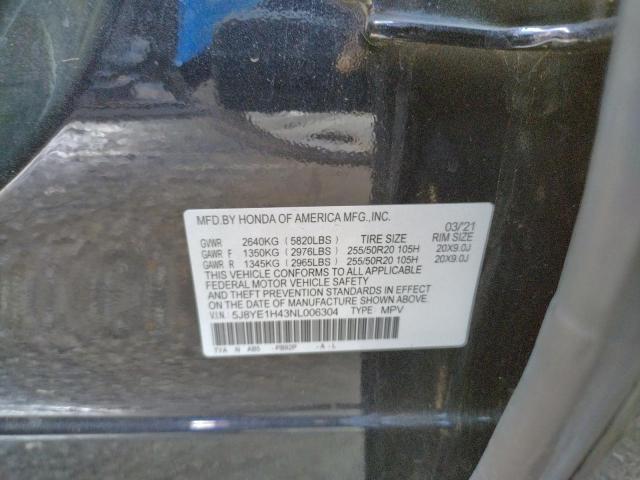 MFD.BY HONDA OF AMERICA MFG.,INC. 03/'21
GVWR 2640KG (5820LBS) TIRE SIZE RIM SIZE
GAWR F 1350KG (2976LBS) 255/50R20 105H 20X9.0J
GAWR R 1345KG (2965LBS) 255/50R20 105H 20X9.0J
THIS VEHICLE CONFORMS TO ALL APPLICABLE
FEDERAL MOTOR VEHICLE SAFETY
AND THEFT PREVENTION STANDARDS IN EFFECT
ON THE DATE OF MANUFACTURE SHOWN ABOVE.
V.I.N.: 5J8YE1H43NL006304 TYPE: MPV
TYA N AB5 -PB92P -A-L